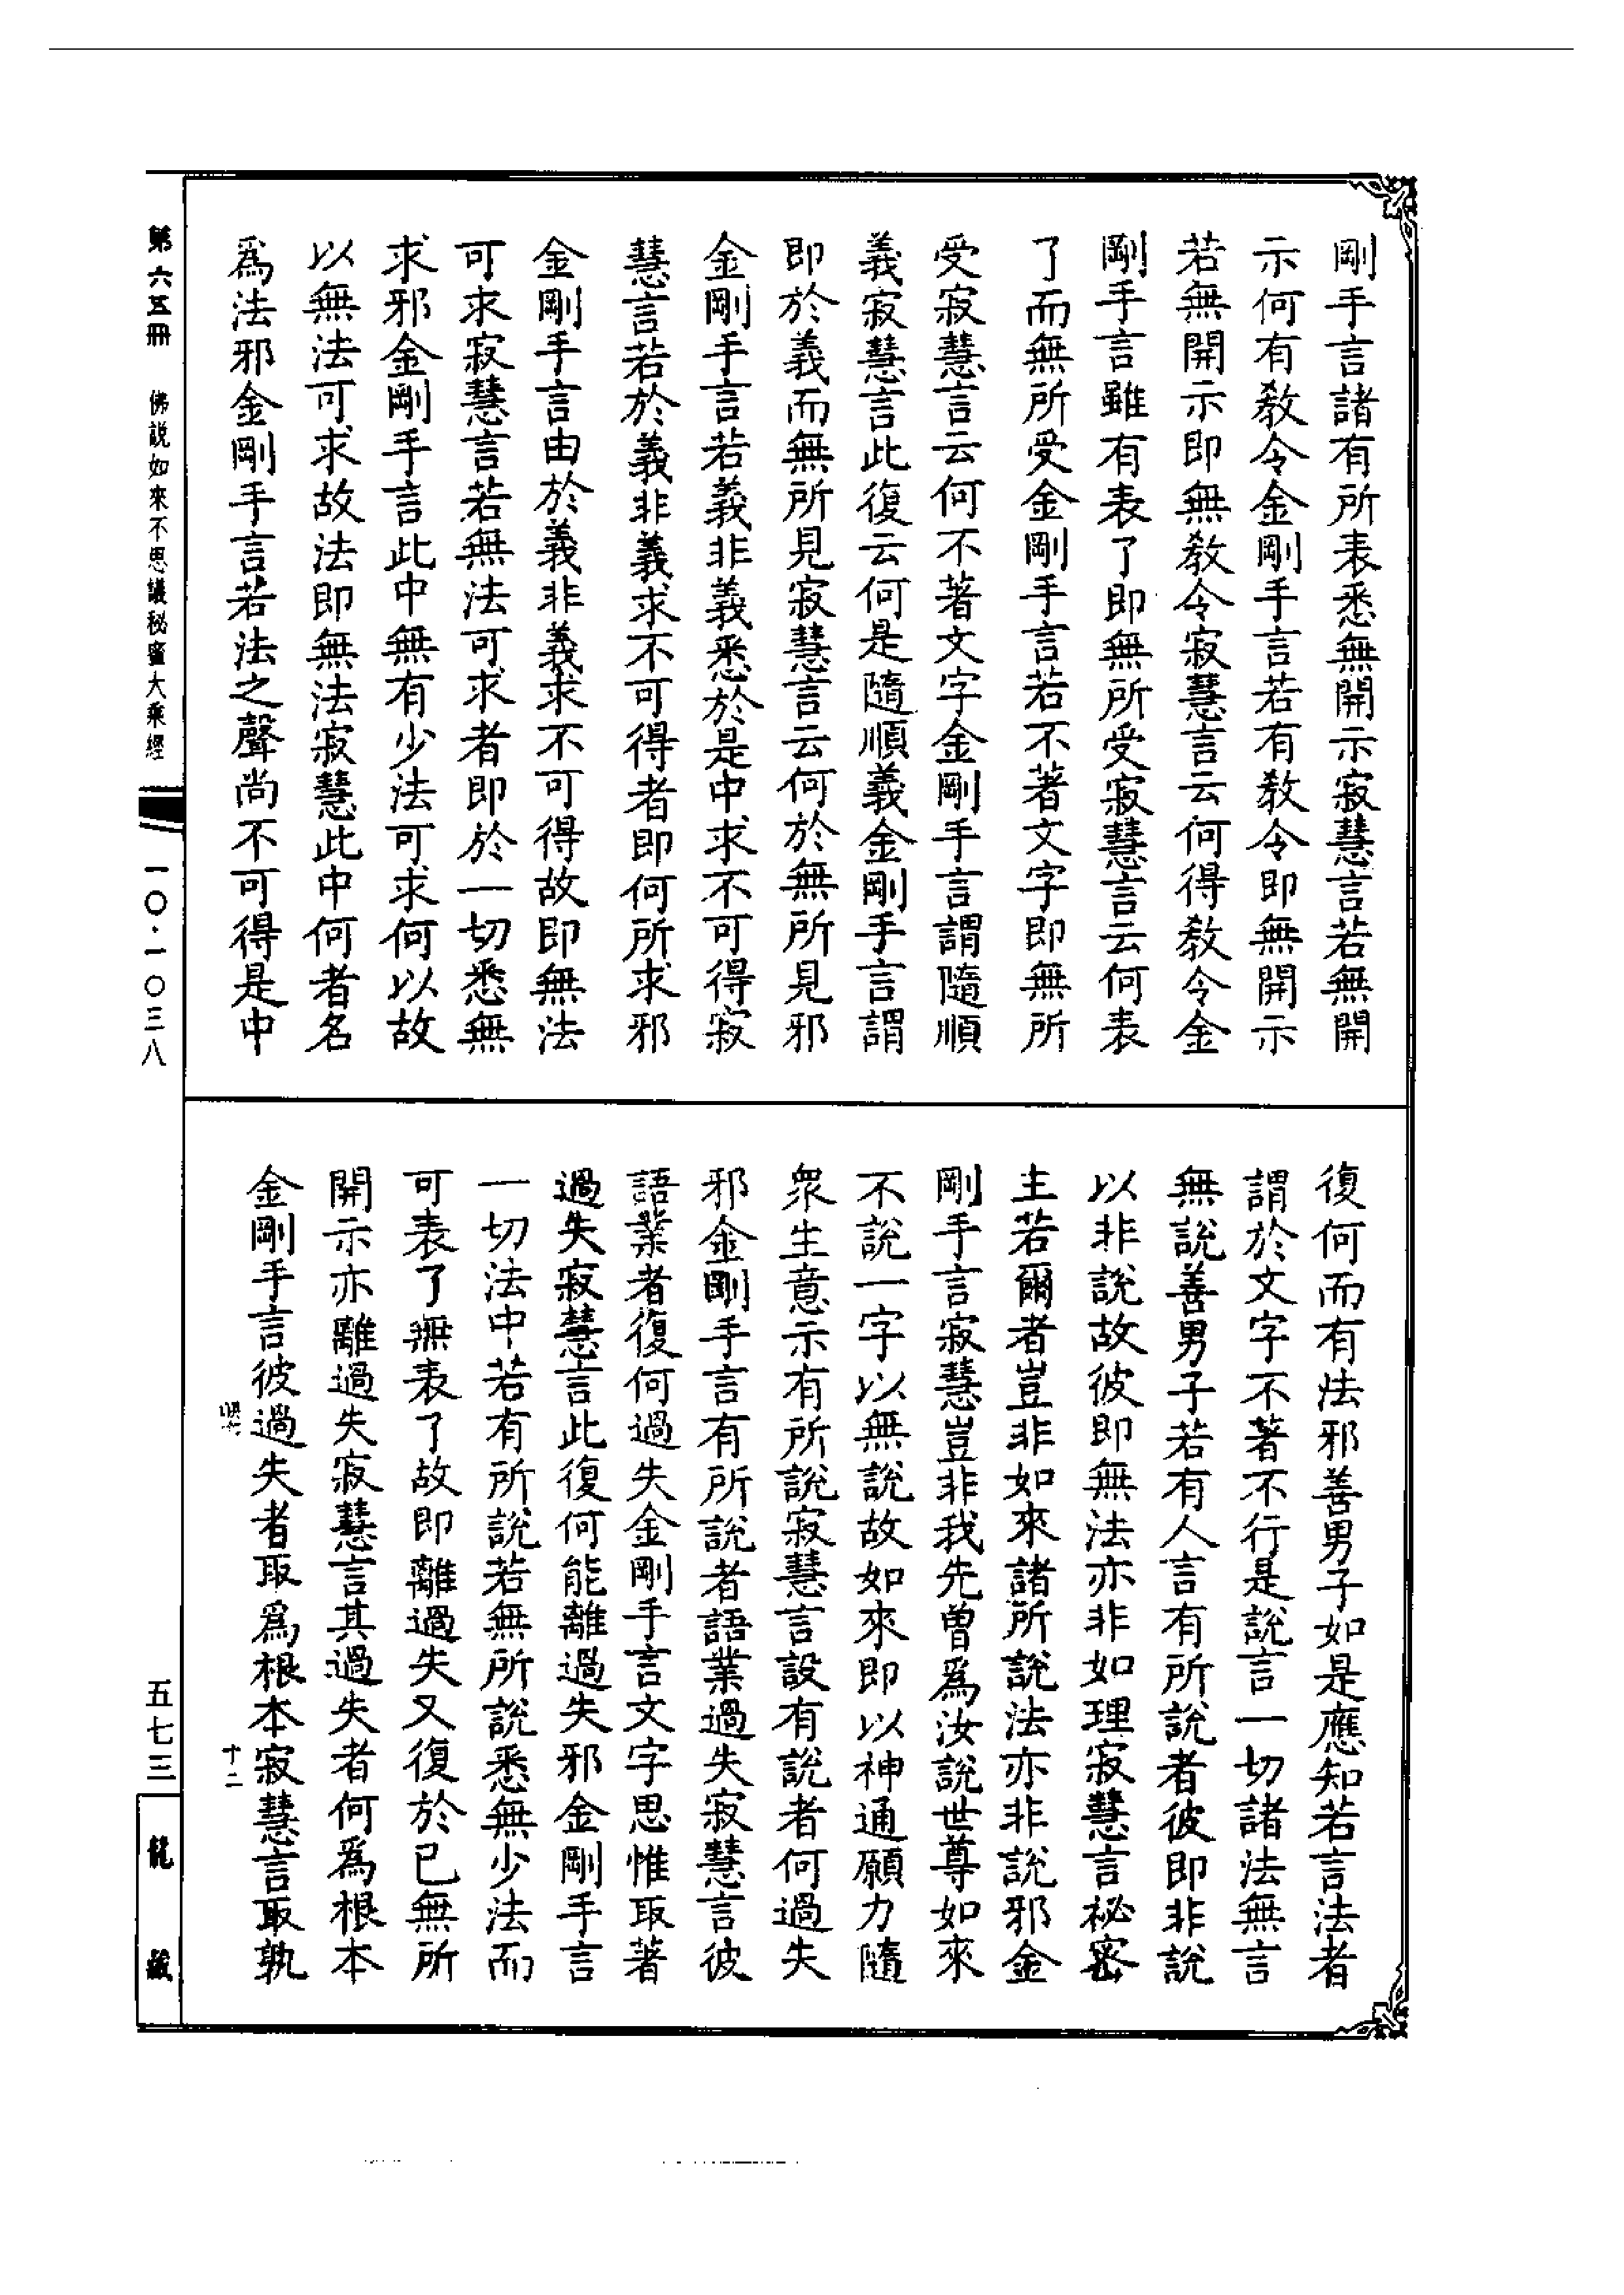 剛手言諸有所表悉無開示寂慧言若無開
示何有教令金剛手言若有教令即無開示
若無開示即無教令寂慧言云何得教令金
剛手言雖有表了即無所受寂慧言云何表
了而無所受金剛手言若不著文字即無所
受寂慧言云何不著文字金剛手言謂隨順
義寂慧言此復云何是隨順義金剛手言謂
即於義而無所見寂慧言云何於無所見邪
金剛手言若義非義悉於是中求不可得寂
慧言若於義非義求不可得者即何所求邪
金剛手言由於義非義求不可得故即無法
可求寂慧言若無法可求者即於一切悉無
求邪金剛手言此中無有少法可求何以故
以無法可求故法即無法寂慧此中何者名
爲法邪金剛手言若法之聲尚不可得是中
復何而有法邪善男子如是應知若言法者
謂於文字不著不行是說言一切諸法無言
無說善男子若有人言有所說者彼即非說
以非說故彼即無法亦非如理寂慧言祕密
主若爾者豈非如來諸所說法亦非說邪金
剛手言寂慧豈非我先曾爲汝說世尊如來
不說一字以無說故如來即以神通願力隨
眾生意示有所說寂慧言設有說者何過失
邪金剛手言有所說者語業過失寂慧言彼
語業者復何過失金剛手言文字思惟取著
過失寂慧言此復何能離過失邪金剛手言
一切法中若有所說若無所說悉無少法而
可表了無表了故即離過失又復於已無所
開示亦離過失寂慧言其過失者何爲根本
金剛手言彼過失者取爲根本寂慧言取孰
十二
第六五冊 佛說如來不思議秘蜜大乘經 一〇·一〇三八
五七三
龍藏